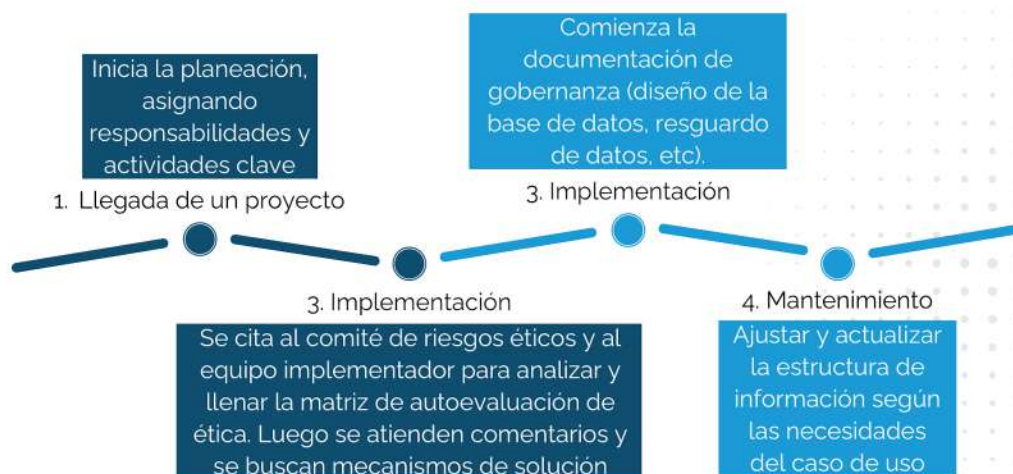 Inicia la planeación,
asignando
responsabilidades y
actividades clave
1. Llegada de un proyecto
Comienza la
documentación de
gobernanza (diseño de la
base de datos, resguardo
de datos, etc).
3. Implementación
3. Implementación
Se cita al comité de riesgos éticos y al
equipo implementador para analizar y
llenar la matriz de autoevaluación de
ética. Luego se atienden comentarios y
se buscan mecanismos de solución
4. Mantenimiento
Ajustar y actualizar
la estructura de
información según
las necesidades
del caso de uso